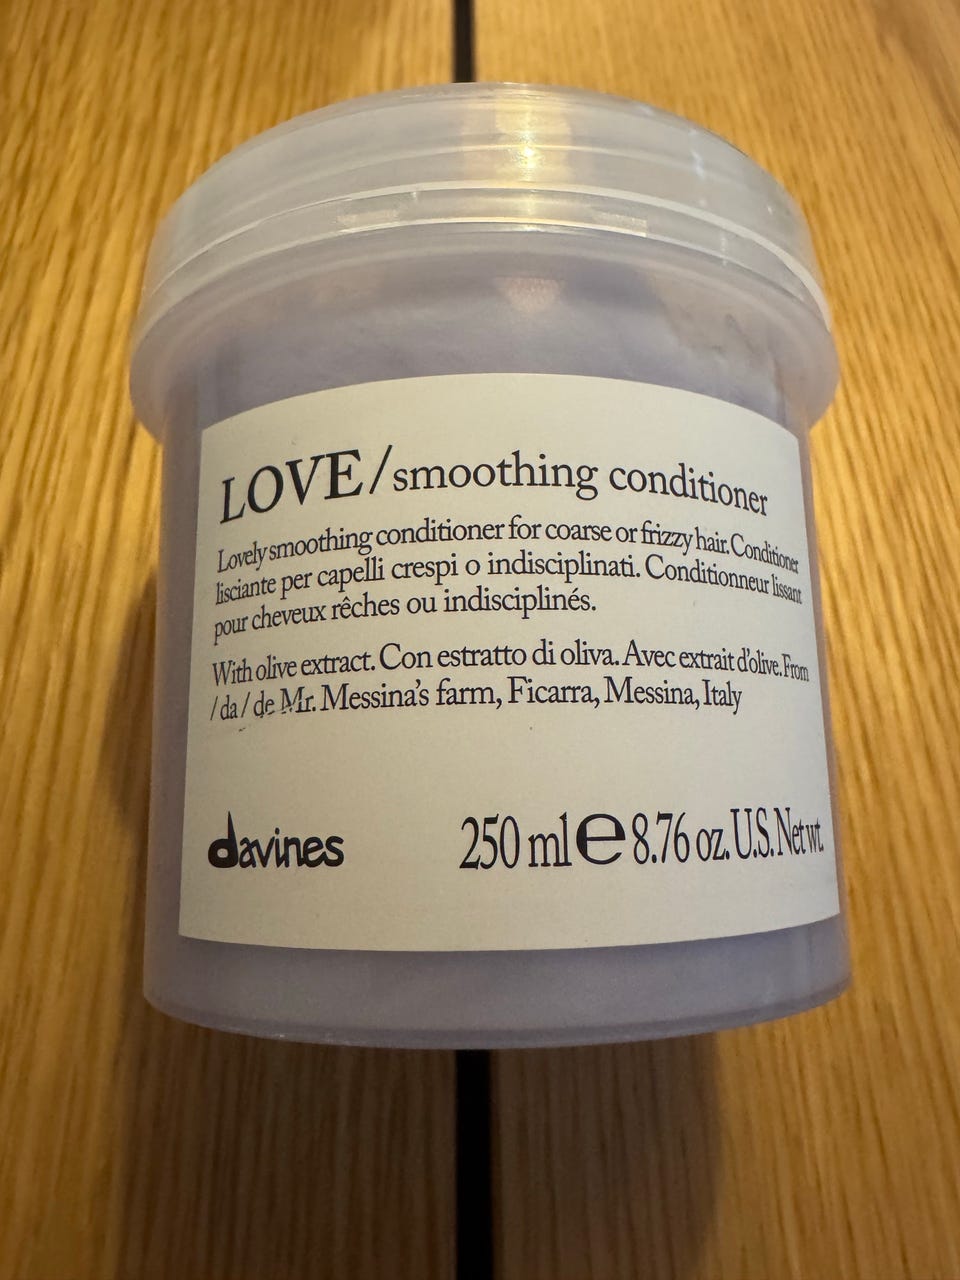 LOVE/smoothing conditioner
Lovely smoothing conditioner for coarse or frizzy hair. Conditioner
lisciante per capelli crespi o indisciplinati. Conditionneur lissant
pour cheveux rêches ou indisciplinés.
With olive extract. Con estratto di oliva. Avec extrait d'olive. From
/ da / de Mr. Messina's farm, Ficarra, Messina, Italy
davines 250 ml e 8.76 oz. U.S. Net wt.